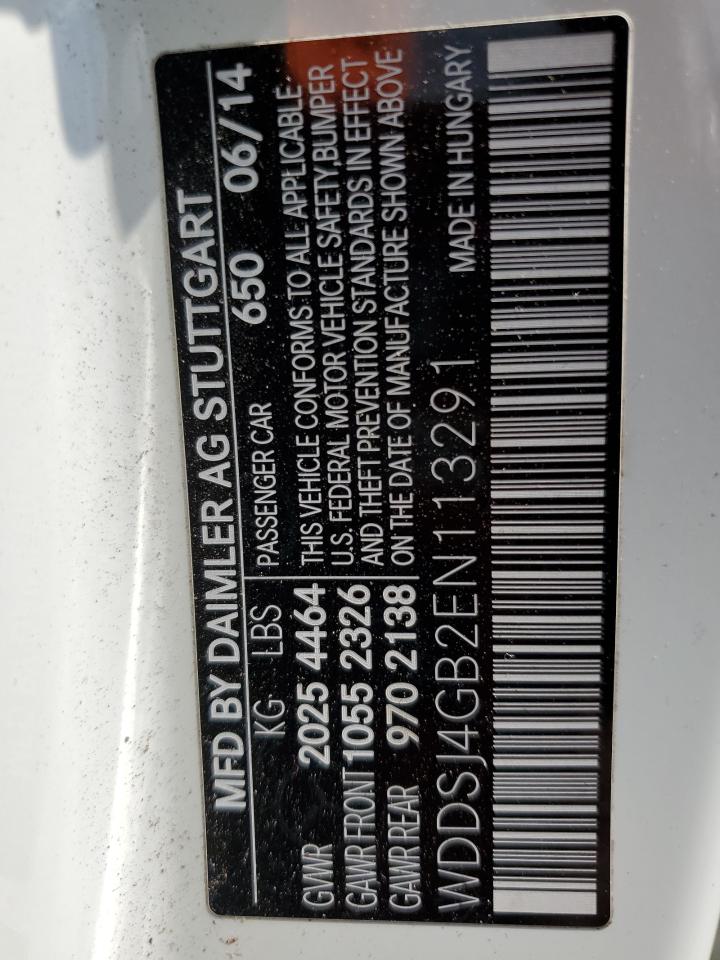 MFD BY DAIMLER AG STUTTGART
KG LBS PASSENGER CAR 650 06/14
GVWR 2025 4464 THIS VEHICLE CONFORMS TO ALL APPLICABLE
GAWR FRONT 1055 2326 U.S. FEDERAL MOTOR VEHICLE SAFETY,BUMPER
GAWR REAR 970 2138 AND THEFT PREVENTION STANDARDS IN EFFECT
ON THE DATE OF MANUFACTURE SHOWN ABOVE
WDDSJ4GB2EN113291 MADE IN HUNGARY